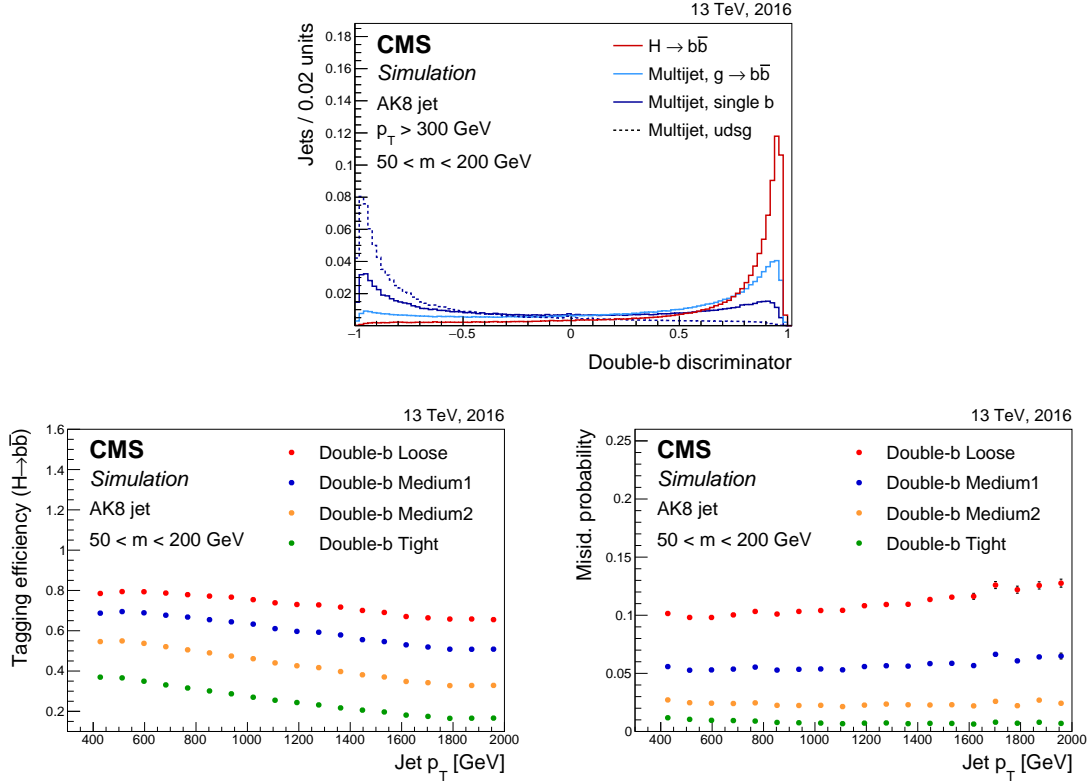 13 TeV, 2016
Jets / 0.02 units
0.18
0.16
0.14
0.12
0.1
0.08
0.06
0.04
0.02
CMS
Simulation
AK8 jet
p_T > 300 GeV
50 < m < 200 GeV
H → bb̅
Multijet, g → bb̅
Multijet, single b
Multijet, udsg
−1 −0.5 0 0.5 1
Double-b discriminator
13 TeV, 2016
Tagging efficiency (H→bb̅)
1.6
1.4
1.2
1
0.8
0.6
0.4
0.2
CMS
Simulation
AK8 jet
50 < m < 200 GeV
Double-b Loose
Double-b Medium1
Double-b Medium2
Double-b Tight
400 600 800 1000 1200 1400 1600 1800 2000
Jet p_T [GeV]
13 TeV, 2016
Misid. probability
0.25
0.2
0.15
0.1
0.05
0
CMS
Simulation
AK8 jet
50 < m < 200 GeV
Double-b Loose
Double-b Medium1
Double-b Medium2
Double-b Tight
400 600 800 1000 1200 1400 1600 1800 2000
Jet p_T [GeV]